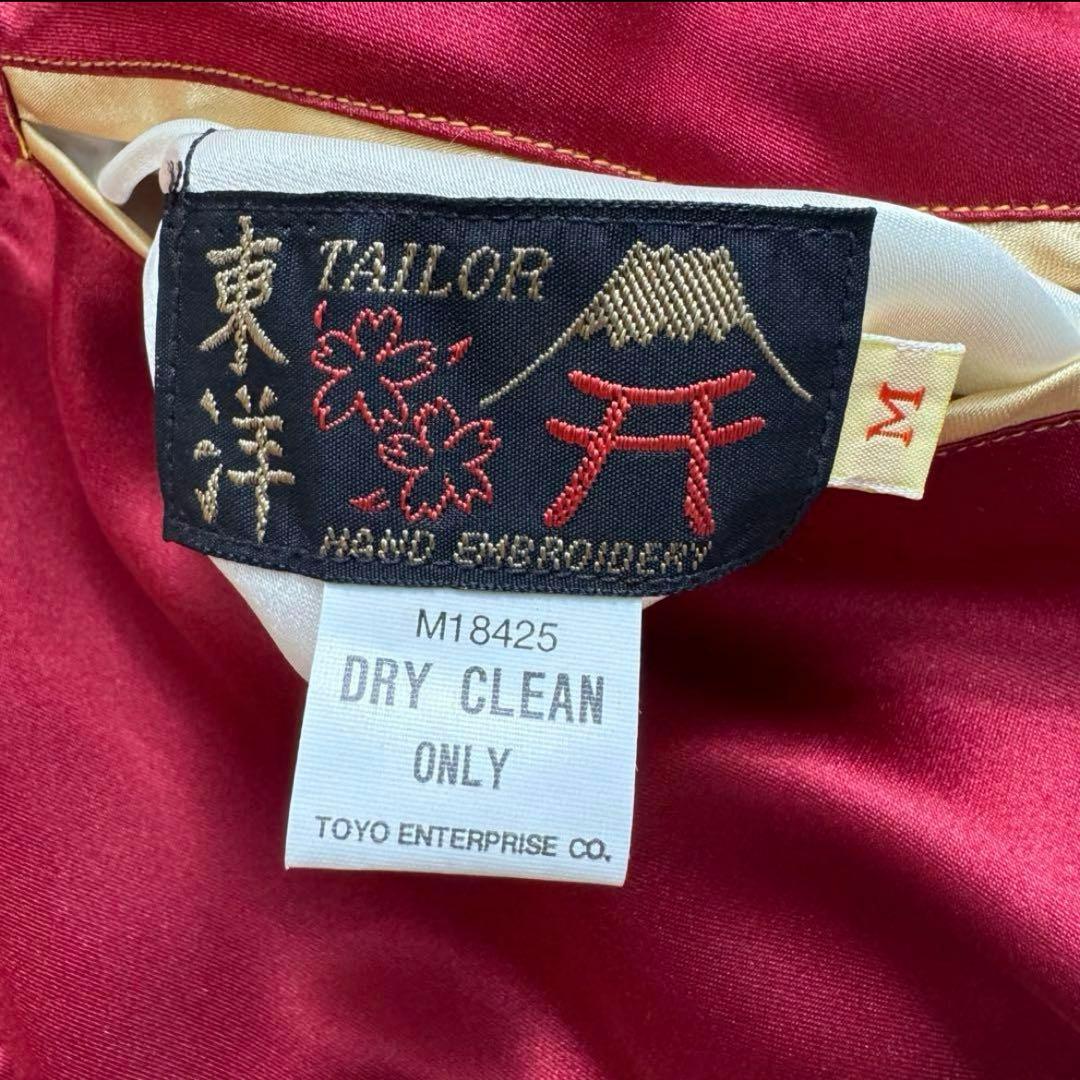 東洋
TAILOR
HAND EMBROIDERY
M
M18425
DRY CLEAN
ONLY
TOYO ENTERPRISE CO.